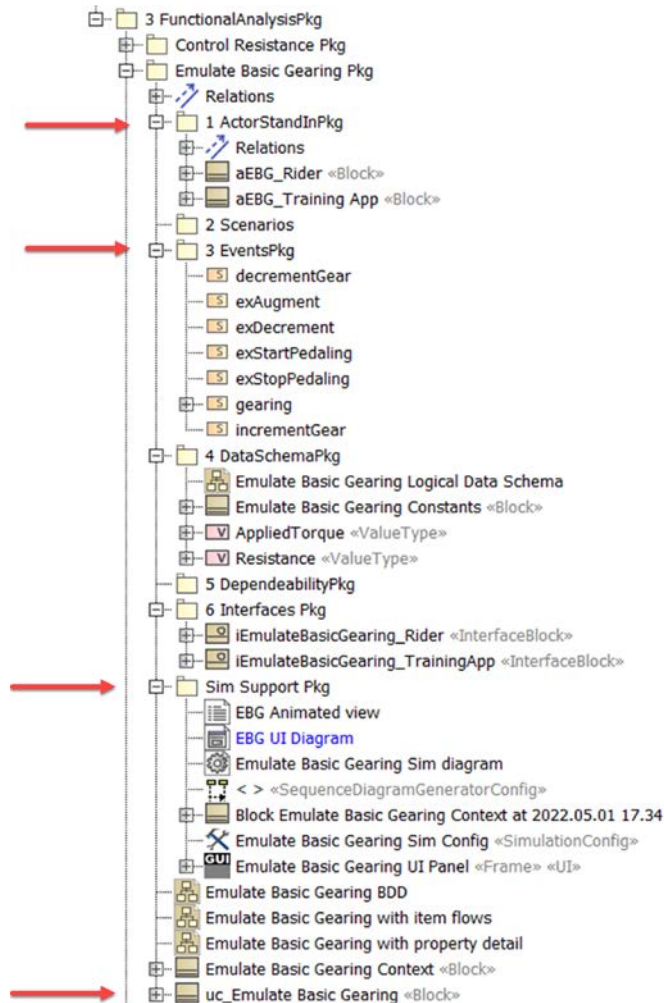 3 FunctionalAnalysisPkg
Control Resistance Pkg
Emulate Basic Gearing Pkg
Relations
1 ActorStandInPkg
Relations
aEBG_Rider «Block»
aEBG_Training App «Block»
2 Scenarios
3 EventsPkg
S decrementGear
S exAugment
S exDecrement
S exStartPedaling
S exStopPedaling
S gearing
S incrementGear
4 DataSchemaPkg
Emulate Basic Gearing Logical Data Schema
Emulate Basic Gearing Constants «Block»
V AppliedTorque «ValueType»
V Resistance «ValueType»
5 DependeabilityPkg
6 Interfaces Pkg
iEmulateBasicGearing_Rider «InterfaceBlock»
iEmulateBasicGearing_TrainingApp «InterfaceBlock»
Sim Support Pkg
EBG Animated view
EBG UI Diagram
Emulate Basic Gearing Sim diagram
< > «SequenceDiagramGeneratorConfig»
Block Emulate Basic Gearing Context at 2022.05.01 17.34
Emulate Basic Gearing Sim Config «SimulationConfig»
GUI Emulate Basic Gearing UI Panel «Frame» «UI»
Emulate Basic Gearing BDD
Emulate Basic Gearing with item flows
Emulate Basic Gearing with property detail
Emulate Basic Gearing Context «Block»
uc_Emulate Basic Gearing «Block»